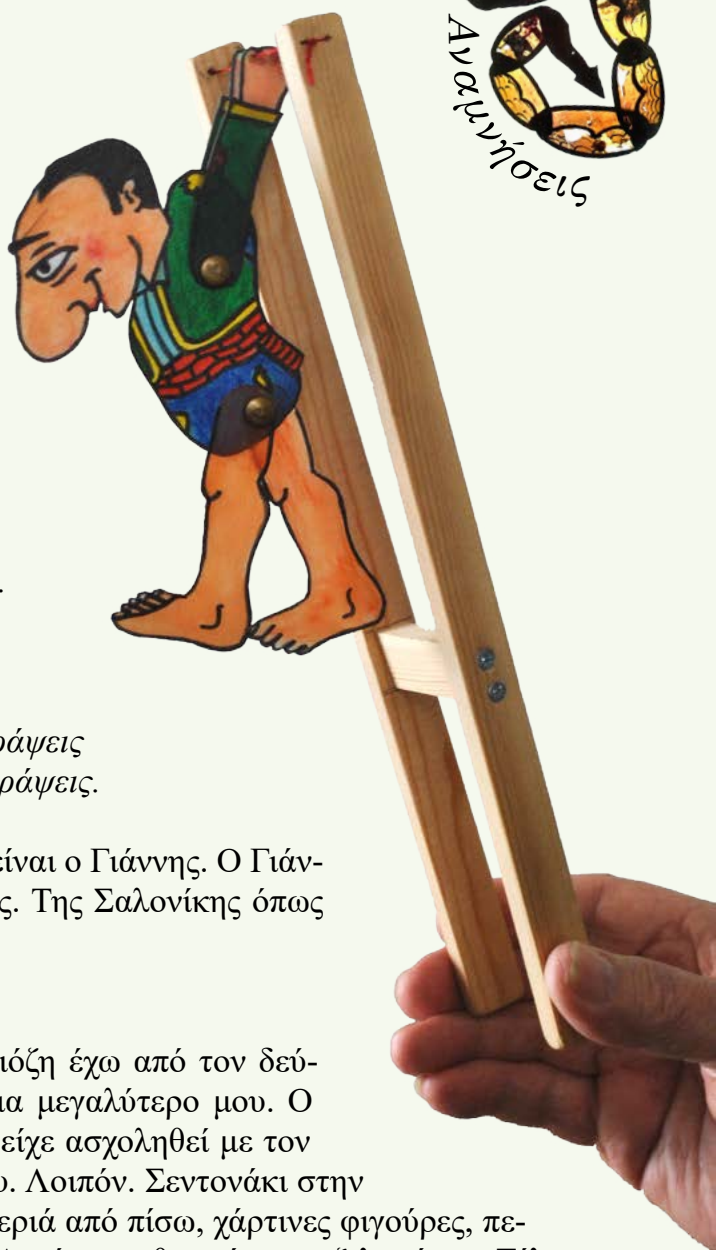 Αναμνήσεις
ράψεις
ράψεις.
είναι ο Γιάννης. Ο Γιάν-
ς. Της Σαλονίκης όπως
ιόζη έχω από τον δεύ-
ια μεγαλύτερο μου. Ο
είχε ασχοληθεί με τον
υ. Λοιπόν. Σεντονάκι στην
εριά από πίσω, χάρτινες φιγούρες, πε-